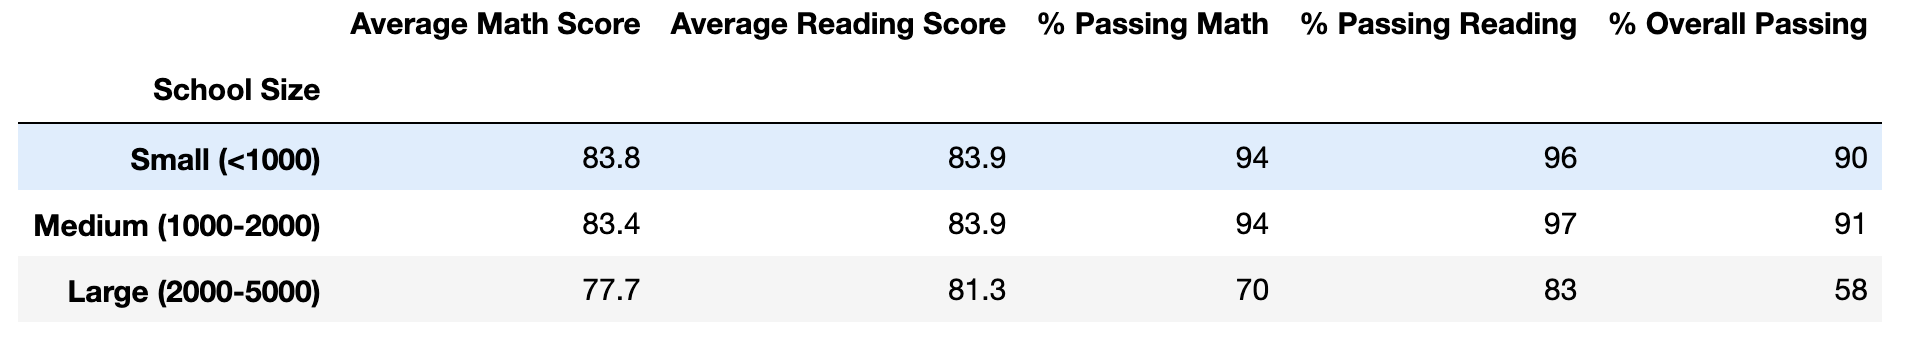 Average Math Score Average Reading Score % Passing Math % Passing Reading % Overall Passing
School Size
Small (<1000) 83.8 83.9 94 96 90
Medium (1000-2000) 83.4 83.9 94 97 91
Large (2000-5000) 77.7 81.3 70 83 58